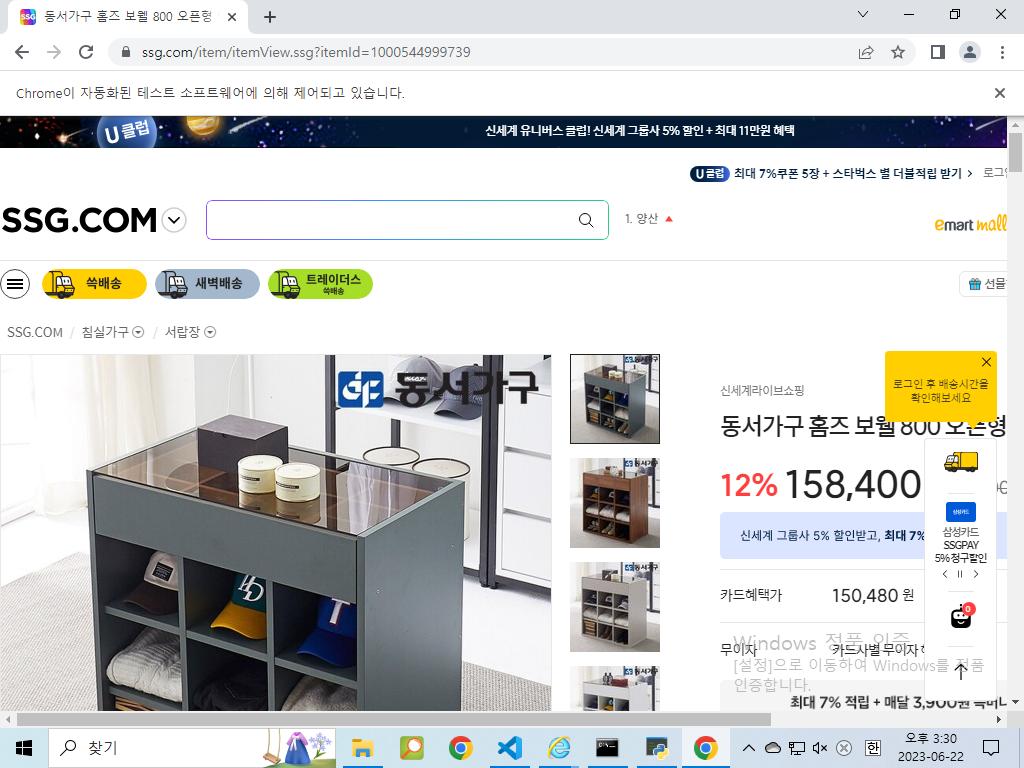 동서가구 홈즈 보웰 800 오픈형
ssg.com/item/itemView.ssg?itemId=1000544999739
Chrome이 자동화된 테스트 소프트웨어에 의해 제어되고 있습니다.
U클럽
신세계 유니버스 클럽! 신세계 그룹사 5% 할인 + 최대 11만원 혜택
U클럽 최대 7%쿠폰 5장 + 스타벅스 별 더블적립 받기 > 로그인
SSG.COM
1. 양산
emart mall
쓱배송
새벽배송
트레이더스
쓱배송
선물
SSG.COM / 침실가구 / 서랍장
동서가구
신세계라이브쇼핑
로그인 후 배송시간을
확인해보세요
동서가구 홈즈 보웰 800 오픈형
12% 158,400
신세계 그룹사 5% 할인받고, 최대 7%
삼성카드
삼성카드
SSGPAY
5% 청구할인
카드혜택가 150,480 원
0
무이자 카드사별 무이자
Windows 정품 인증
[설정]으로 이동하여 Windows를 정품
인증합니다.
최대 7% 적립 + 매달 3,900원
찾기
오후 3:30
2023-06-22
한